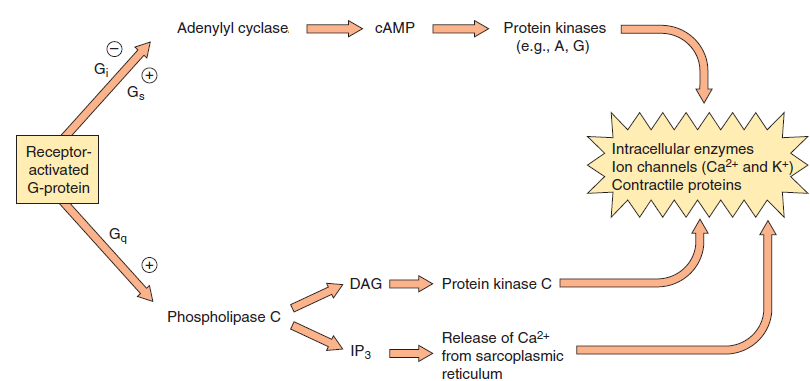 Adenylyl cyclase
cAMP
Protein kinases
(e.g., A, G)
−
Gi
+
Gs
Receptor-
activated
G-protein
Intracellular enzymes
Ion channels (Ca2+ and K+)
Contractile proteins
Gq
+
DAG
Protein kinase C
Phospholipase C
IP3
Release of Ca2+
from sarcoplasmic
reticulum